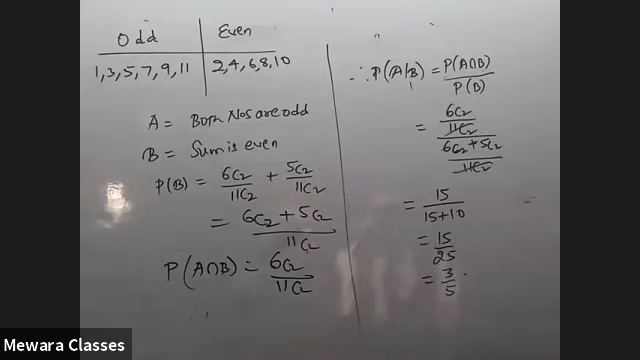 Odd Even
1,3,5,7,9,11 2,4,6,8,10
A = Both Nos are odd
B = Sum is even
P(B) = 6C2/11C2 + 5C2/11C2
= 6C2 + 5C2/11C2
P(A∩B) = 6C2/11C2
∴ P(A|B) = P(A∩B)/P(B)
= 6C2/11C2/6C2+5C2/11C2
= 15/15+10
= 15/25
= 3/5
Mewara Classes